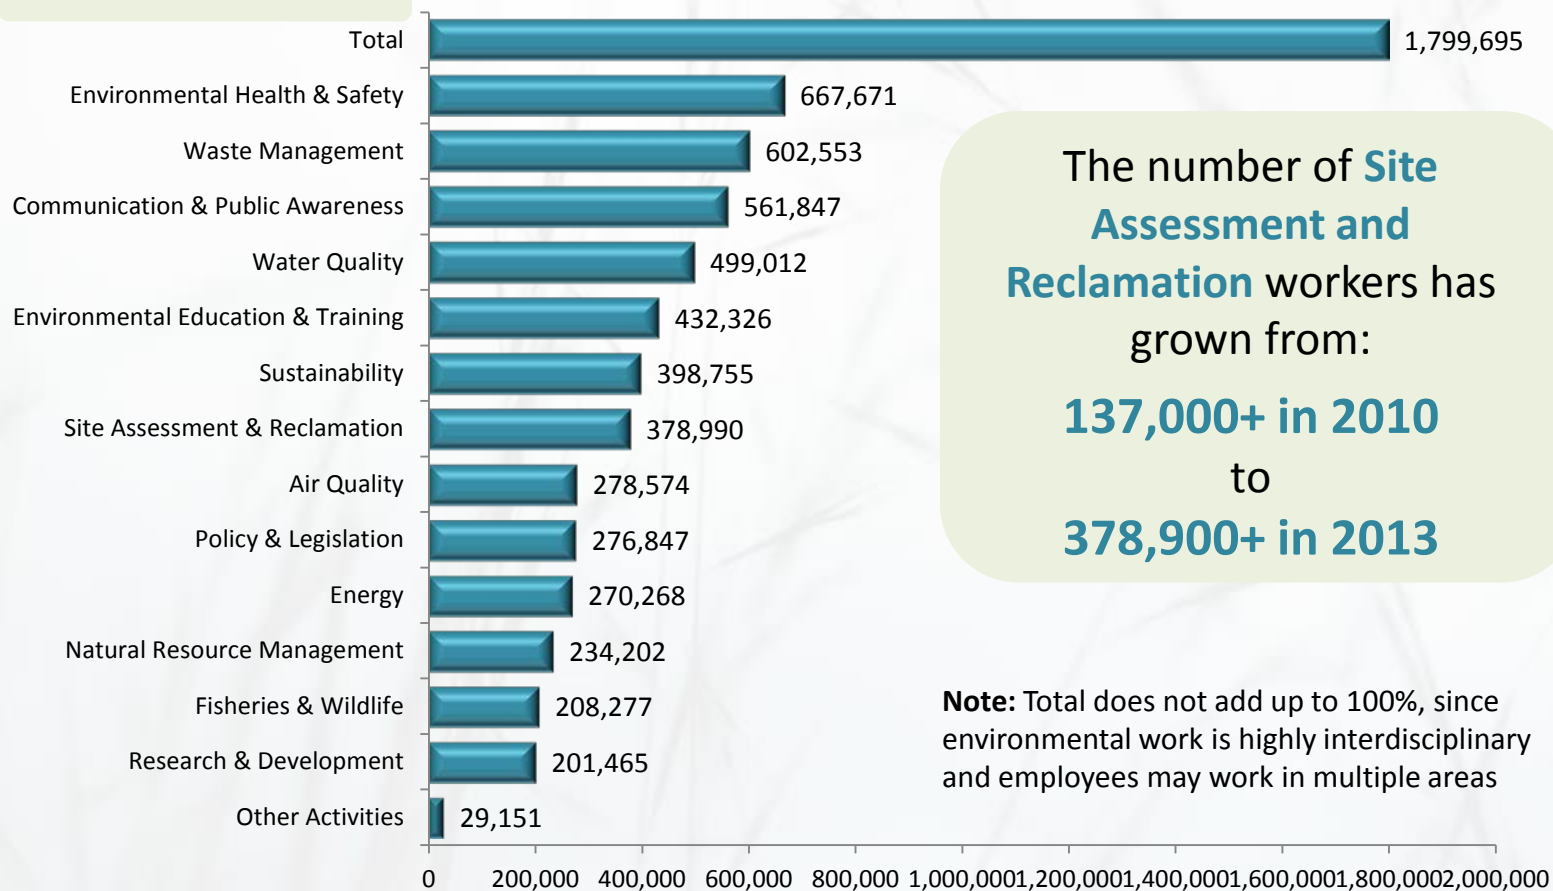 Total 1,799,695
Environmental Health & Safety 667,671
Waste Management 602,553
Communication & Public Awareness 561,847
Water Quality 499,012
Environmental Education & Training 432,326
Sustainability 398,755
Site Assessment & Reclamation 378,990
Air Quality 278,574
Policy & Legislation 276,847
Energy 270,268
Natural Resource Management 234,202
Fisheries & Wildlife 208,277
Research & Development 201,465
Other Activities 29,151
0 200,000 400,000 600,000 800,000 1,000,000 1,200,000 1,400,000 1,600,000 1,800,000 2,000,000
The number of Site
Assessment and
Reclamation workers has
grown from:
137,000+ in 2010
to
378,900+ in 2013
Note: Total does not add up to 100%, since
environmental work is highly interdisciplinary
and employees may work in multiple areas